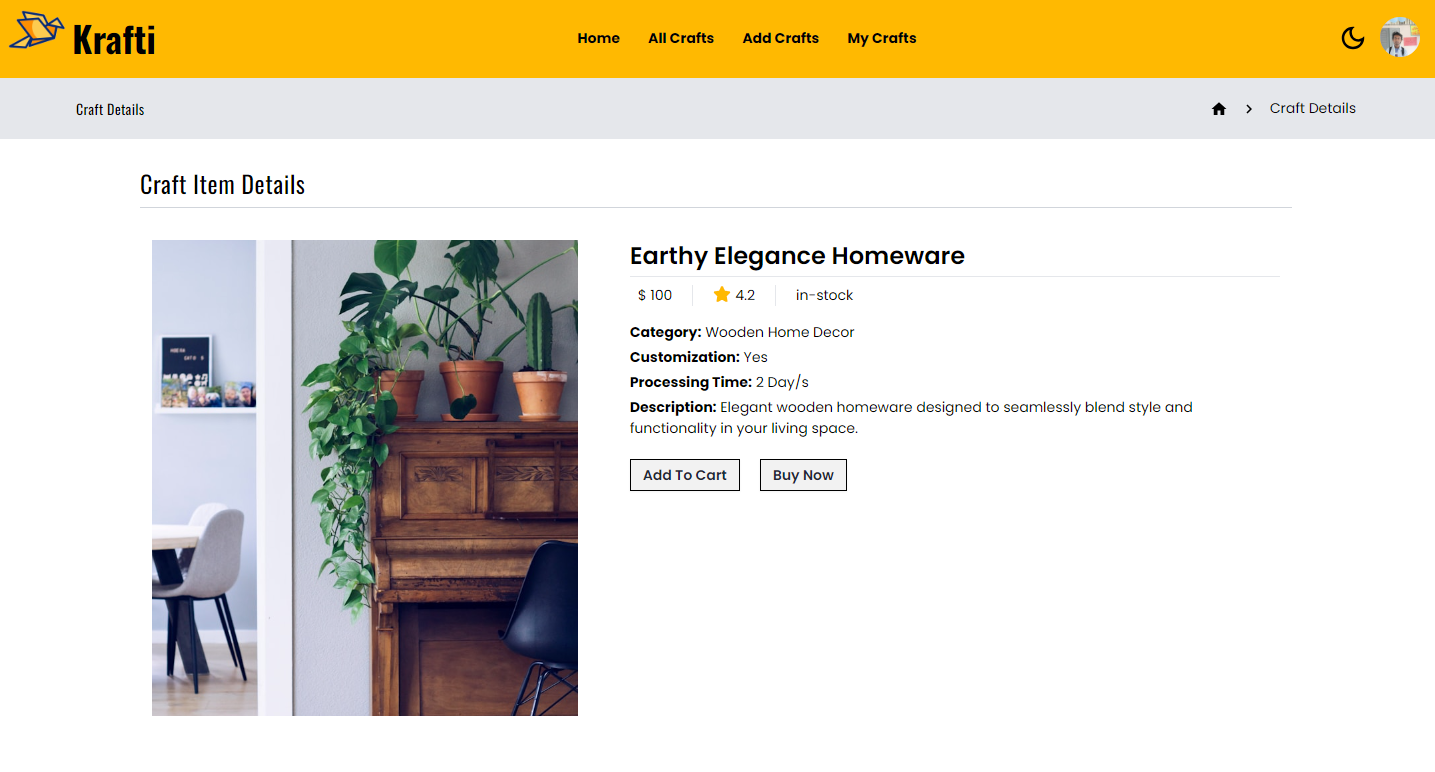 Krafti
Home All Crafts Add Crafts My Crafts
Craft Details
Craft Details
Craft Item Details
Earthy Elegance Homeware
$ 100
4.2
in-stock
Category: Wooden Home Decor
Customization: Yes
Processing Time: 2 Day/s
Description: Elegant wooden homeware designed to seamlessly blend style and
functionality in your living space.
Add To Cart
Buy Now